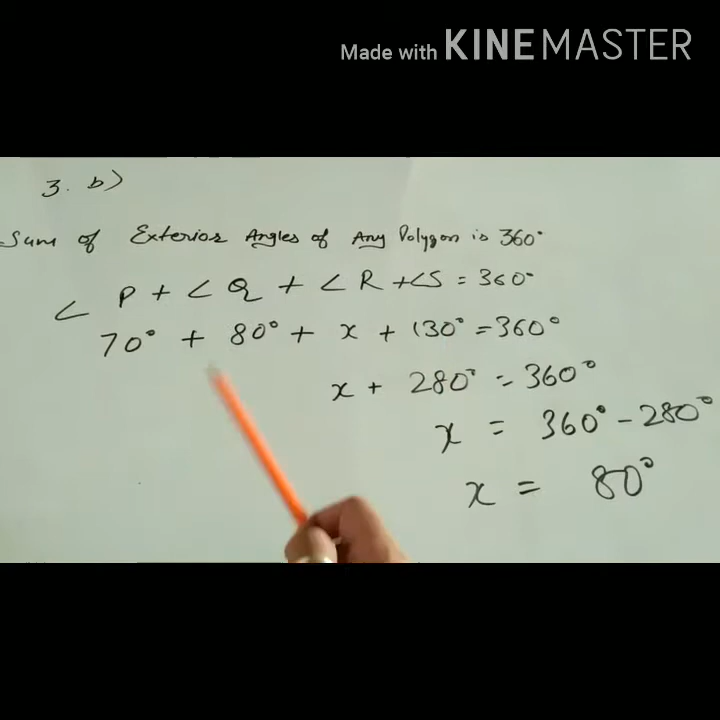 Made with KINEMASTER
3. b)
Sum of Exterior Angles of Any Polygon is 360°
∠ P + ∠ Q + ∠ R + ∠S = 360°
70° + 80° + x + 130° = 360°
x + 280° = 360°
x = 360° - 280°
x = 80°